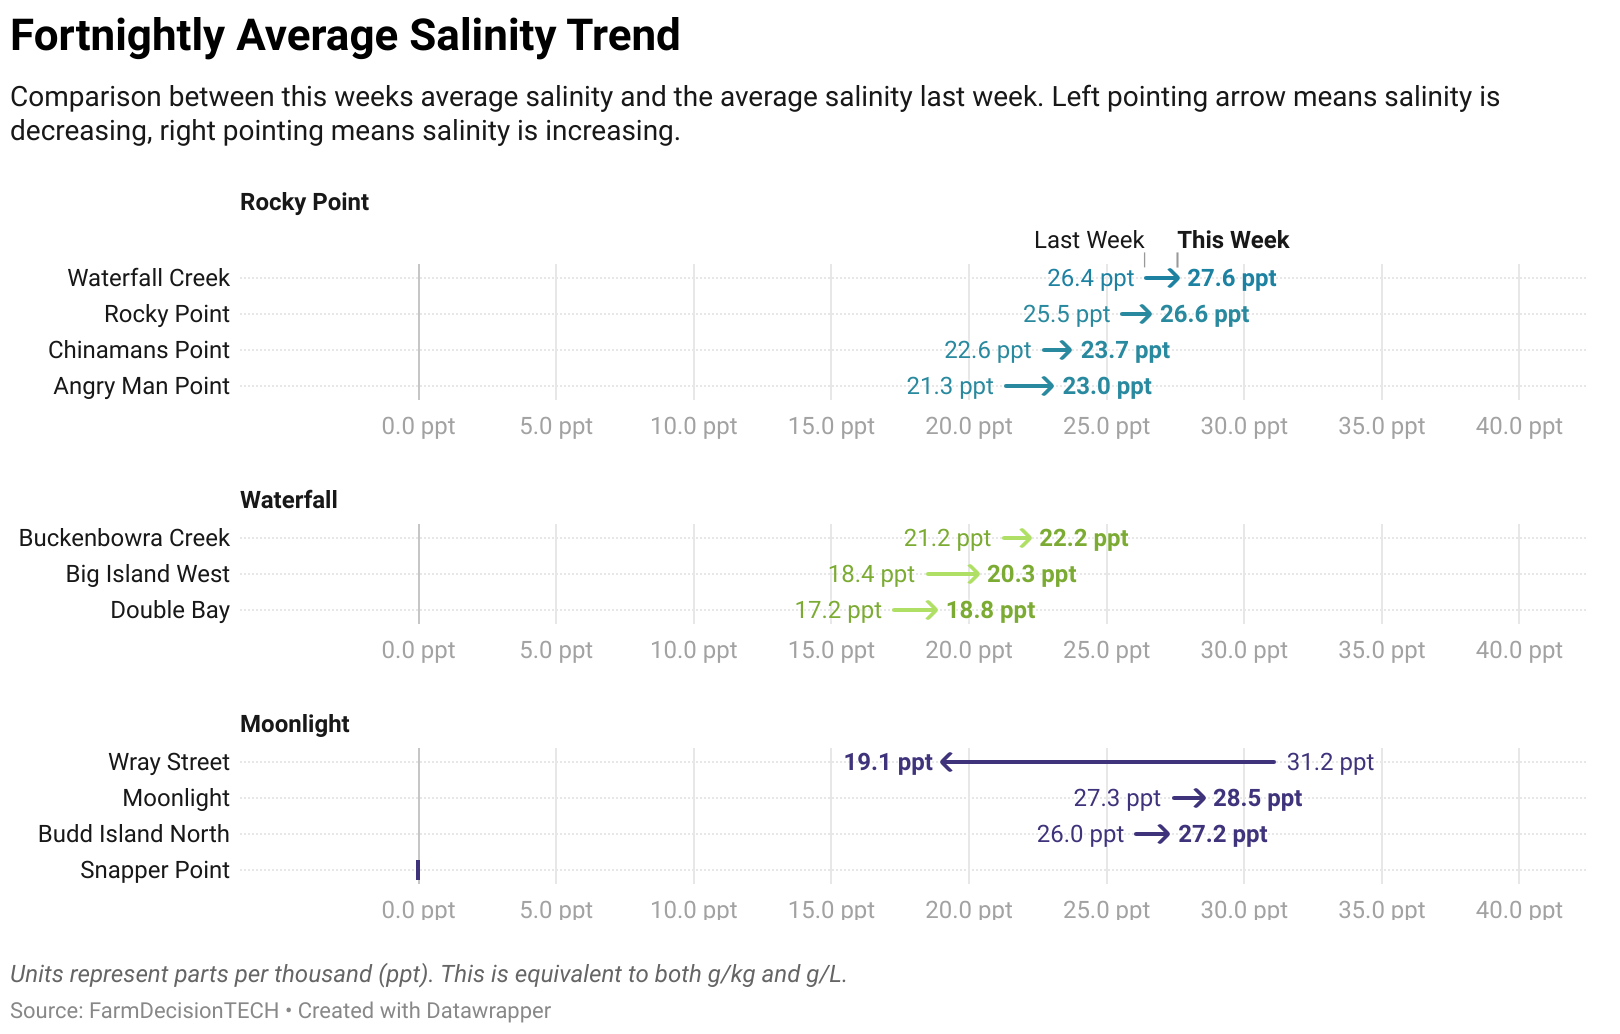 Fortnightly Average Salinity Trend
Comparison between this weeks average salinity and the average salinity last week. Left pointing arrow means salinity is
decreasing, right pointing means salinity is increasing.
Rocky Point
Last Week This Week
Waterfall Creek 26.4 ppt 27.6 ppt
Rocky Point 25.5 ppt 26.6 ppt
Chinamans Point 22.6 ppt 23.7 ppt
Angry Man Point 21.3 ppt 23.0 ppt
0.0 ppt 5.0 ppt 10.0 ppt 15.0 ppt 20.0 ppt 25.0 ppt 30.0 ppt 35.0 ppt 40.0 ppt
Waterfall
Buckenbowra Creek 21.2 ppt 22.2 ppt
Big Island West 18.4 ppt 20.3 ppt
Double Bay 17.2 ppt 18.8 ppt
0.0 ppt 5.0 ppt 10.0 ppt 15.0 ppt 20.0 ppt 25.0 ppt 30.0 ppt 35.0 ppt 40.0 ppt
Moonlight
Wray Street 19.1 ppt 31.2 ppt
Moonlight 27.3 ppt 28.5 ppt
Budd Island North 26.0 ppt 27.2 ppt
Snapper Point
0.0 ppt 5.0 ppt 10.0 ppt 15.0 ppt 20.0 ppt 25.0 ppt 30.0 ppt 35.0 ppt 40.0 ppt
Units represent parts per thousand (ppt). This is equivalent to both g/kg and g/L.
Source: FarmDecisionTECH • Created with Datawrapper